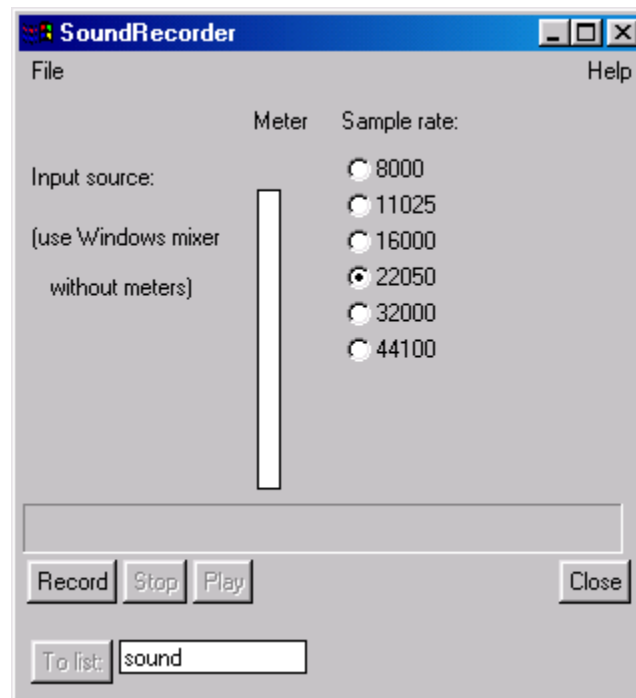 SoundRecorder
File Help
Meter Sample rate:
Input source:
(use Windows mixer
without meters)
8000
11025
16000
22050
32000
44100
Record Stop Play Close
To list: sound